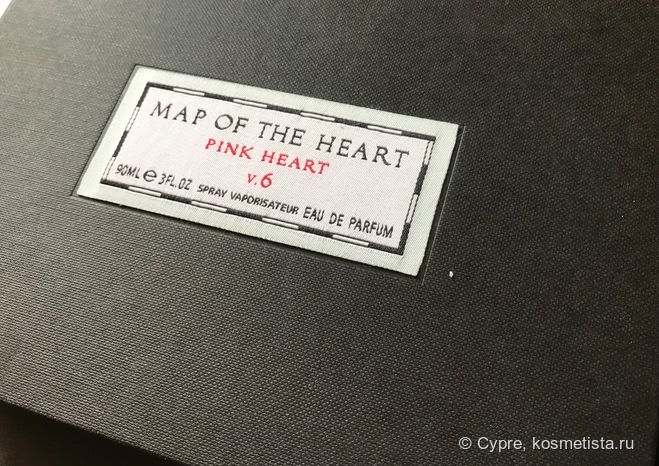 MAP OF THE HEART
PINK HEART
v.6
90ML e 3FL.OZ SPRAY VAPORISATEUR EAU DE PARFUM
© Cypre, kosmetista.ru